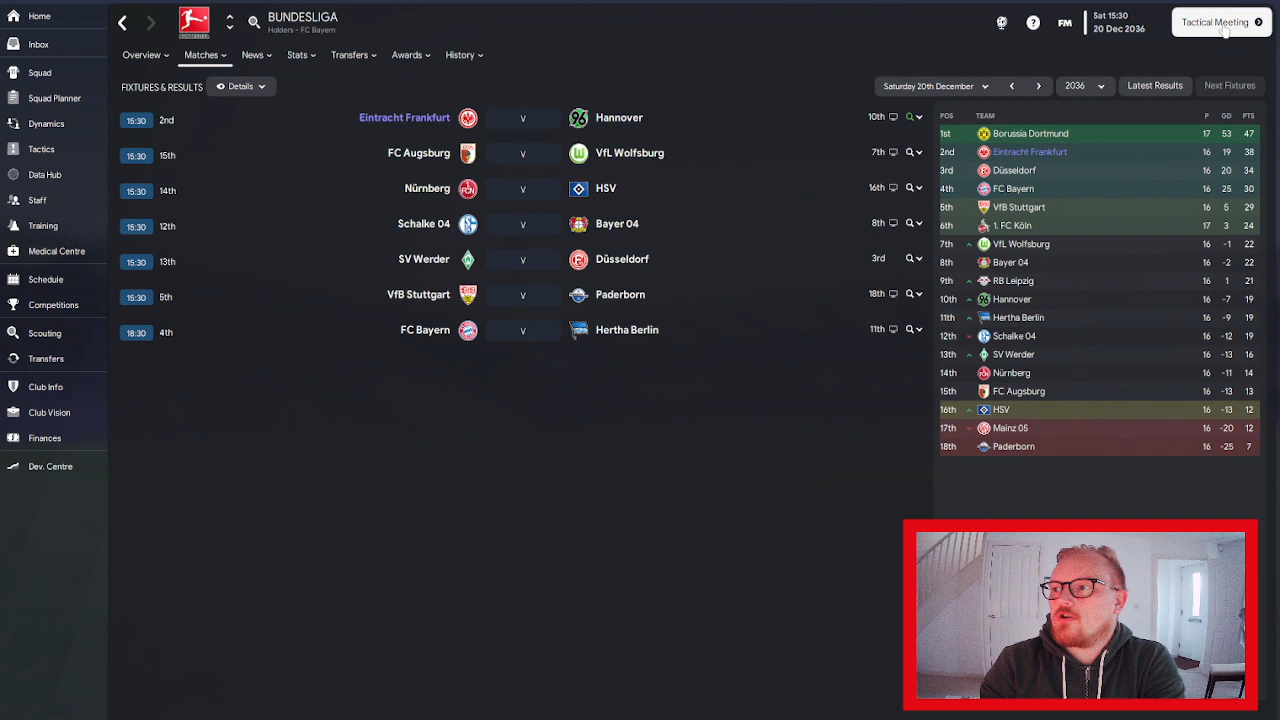 Home
Inbox
Squad
Squad Planner
Dynamics
Tactics
Data Hub
Staff
Training
Medical Centre
Schedule
Competitions
Scouting
Transfers
Club Info
Club Vision
Finances
Dev. Centre
BUNDESLIGA
Holders - FC Bayern
FM
Sat 15:30
20 Dec 2036
Tactical Meeting
Overview Matches News Stats Transfers Awards History
FIXTURES & RESULTS Details
Saturday 20th December 2036 Latest Results Next Fixtures
15:30 2nd Eintracht Frankfurt v Hannover 10th
15:30 15th FC Augsburg v VfL Wolfsburg 7th
15:30 14th Nürnberg v HSV 16th
15:30 12th Schalke 04 v Bayer 04 8th
15:30 13th SV Werder v Düsseldorf 3rd
15:30 5th VfB Stuttgart v Paderborn 18th
18:30 4th FC Bayern v Hertha Berlin 11th
POS TEAM P GD PTS
1st Borussia Dortmund 17 53 47
2nd Eintracht Frankfurt 16 19 38
3rd Düsseldorf 16 20 34
4th FC Bayern 16 25 30
5th VfB Stuttgart 16 5 29
6th 1. FC Köln 17 3 24
7th VfL Wolfsburg 16 -1 22
8th Bayer 04 16 -2 22
9th RB Leipzig 16 1 21
10th Hannover 16 -7 19
11th Hertha Berlin 16 -9 19
12th Schalke 04 16 -12 19
13th SV Werder 16 -13 16
14th Nürnberg 16 -11 14
15th FC Augsburg 16 -13 13
16th HSV 16 -13 12
17th Mainz 05 16 -20 12
18th Paderborn 16 -25 7